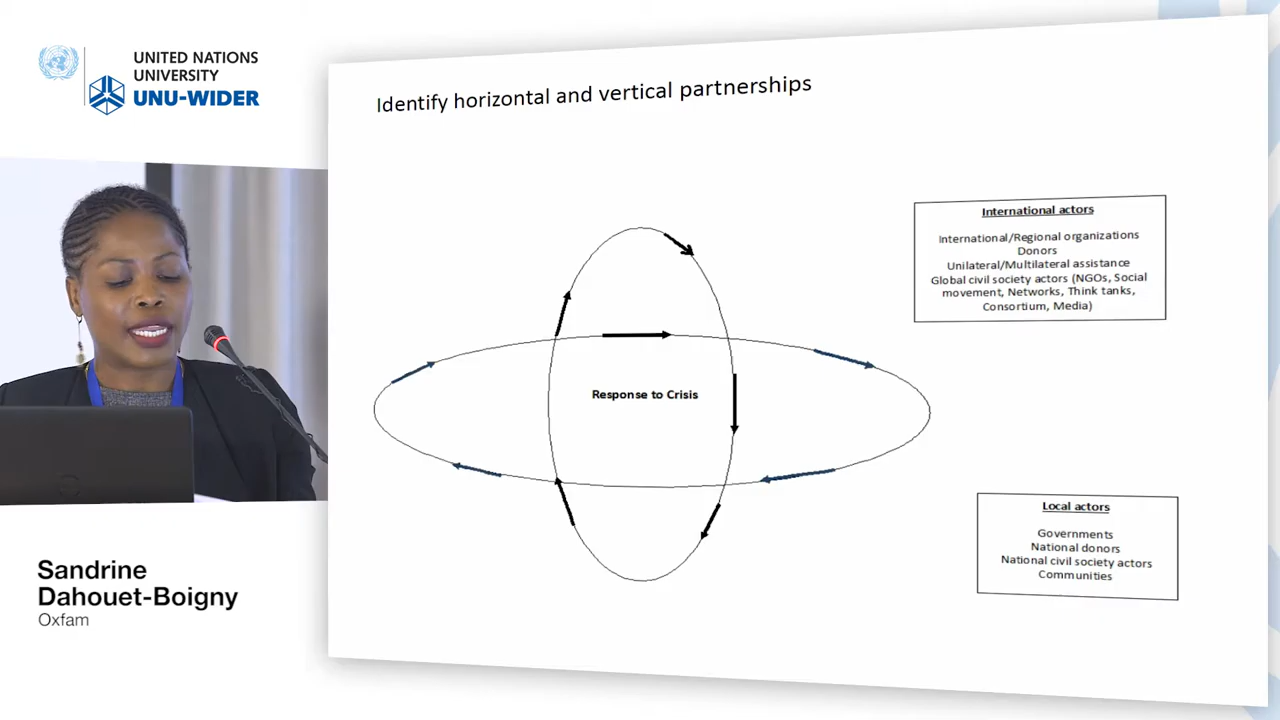 UNITED NATIONS
UNIVERSITY
UNU-WIDER
Identify horizontal and vertical partnerships
International actors
International/Regional organizations
Donors
Unilateral/Multilateral assistance
Global civil society actors (NGOs, Social
movement, Networks, Think tanks,
Consortium, Media)
Response to Crisis
Local actors
Governments
National donors
National civil society actors
Communities
Sandrine
Dahouet-Boigny
Oxfam